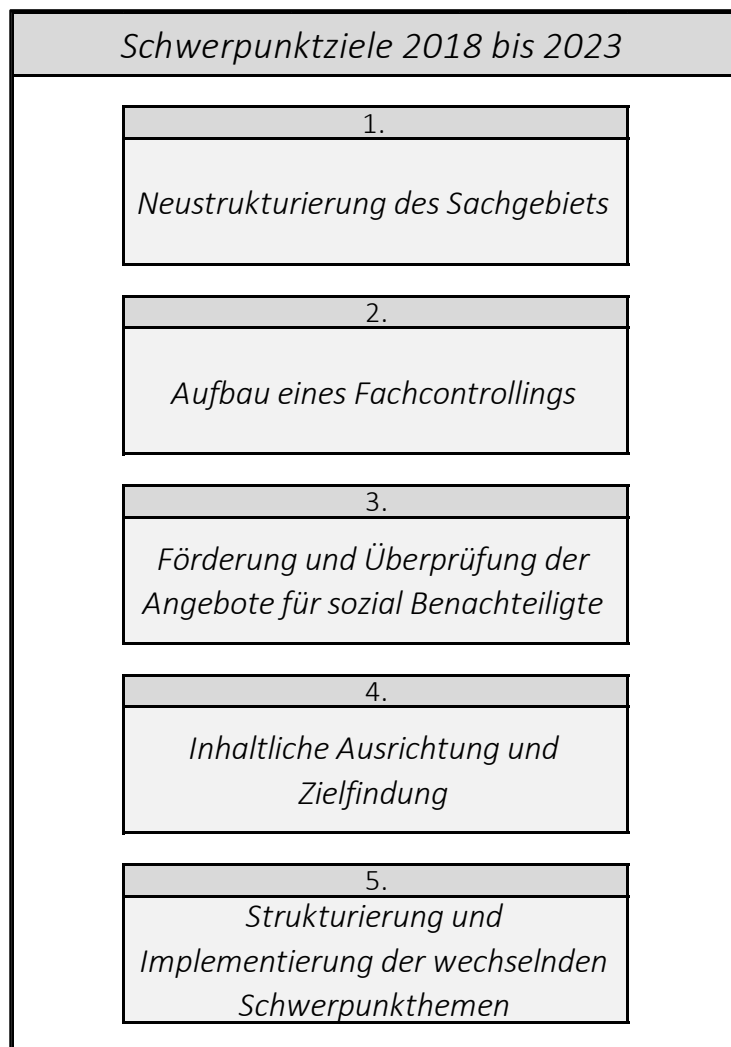 Schwerpunktziele 2018 bis 2023
1.
Neustrukturierung des Sachgebiets
2.
Aufbau eines Fachcontrollings
3.
Förderung und Überprüfung der
Angebote für sozial Benachteiligte
4.
Inhaltliche Ausrichtung und
Zielfindung
5.
Strukturierung und
Implementierung der wechselnden
Schwerpunkthemen